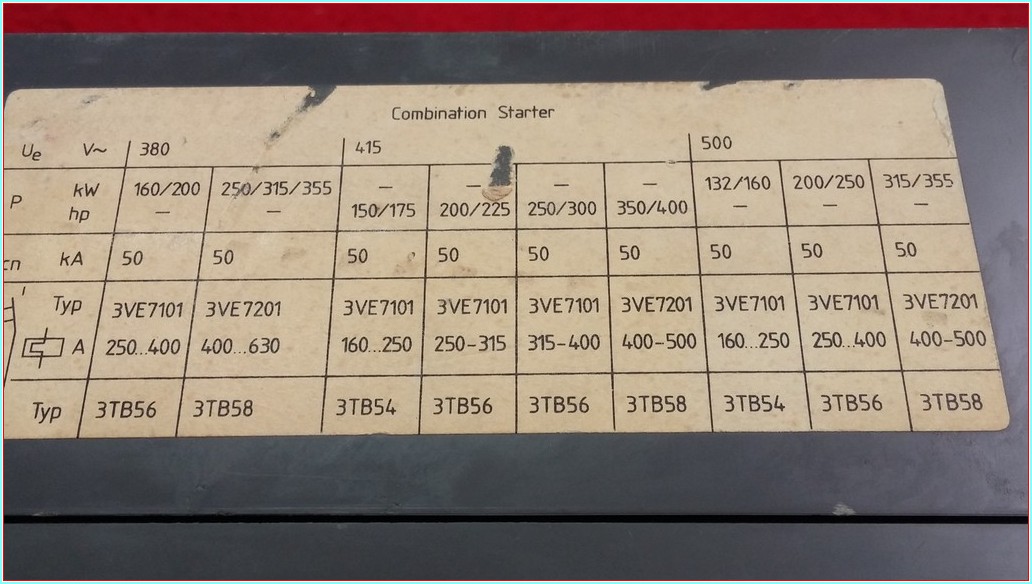 Combination Starter
Ue V~ 380 415 500
P kW 160/200 250/315/355 — — — — 132/160 200/250 315/355
hp — — 150/175 200/225 250/300 350/400 — — —
cn kA 50 50 50 50 50 50 50 50 50
Typ 3VE7101 3VE7201 3VE7101 3VE7101 3VE7101 3VE7201 3VE7101 3VE7101 3VE7201
A 250...400 400...630 160...250 250-315 315-400 400-500 160...250 250...400 400-500
Typ 3TB56 3TB58 3TB54 3TB56 3TB56 3TB58 3TB54 3TB56 3TB58